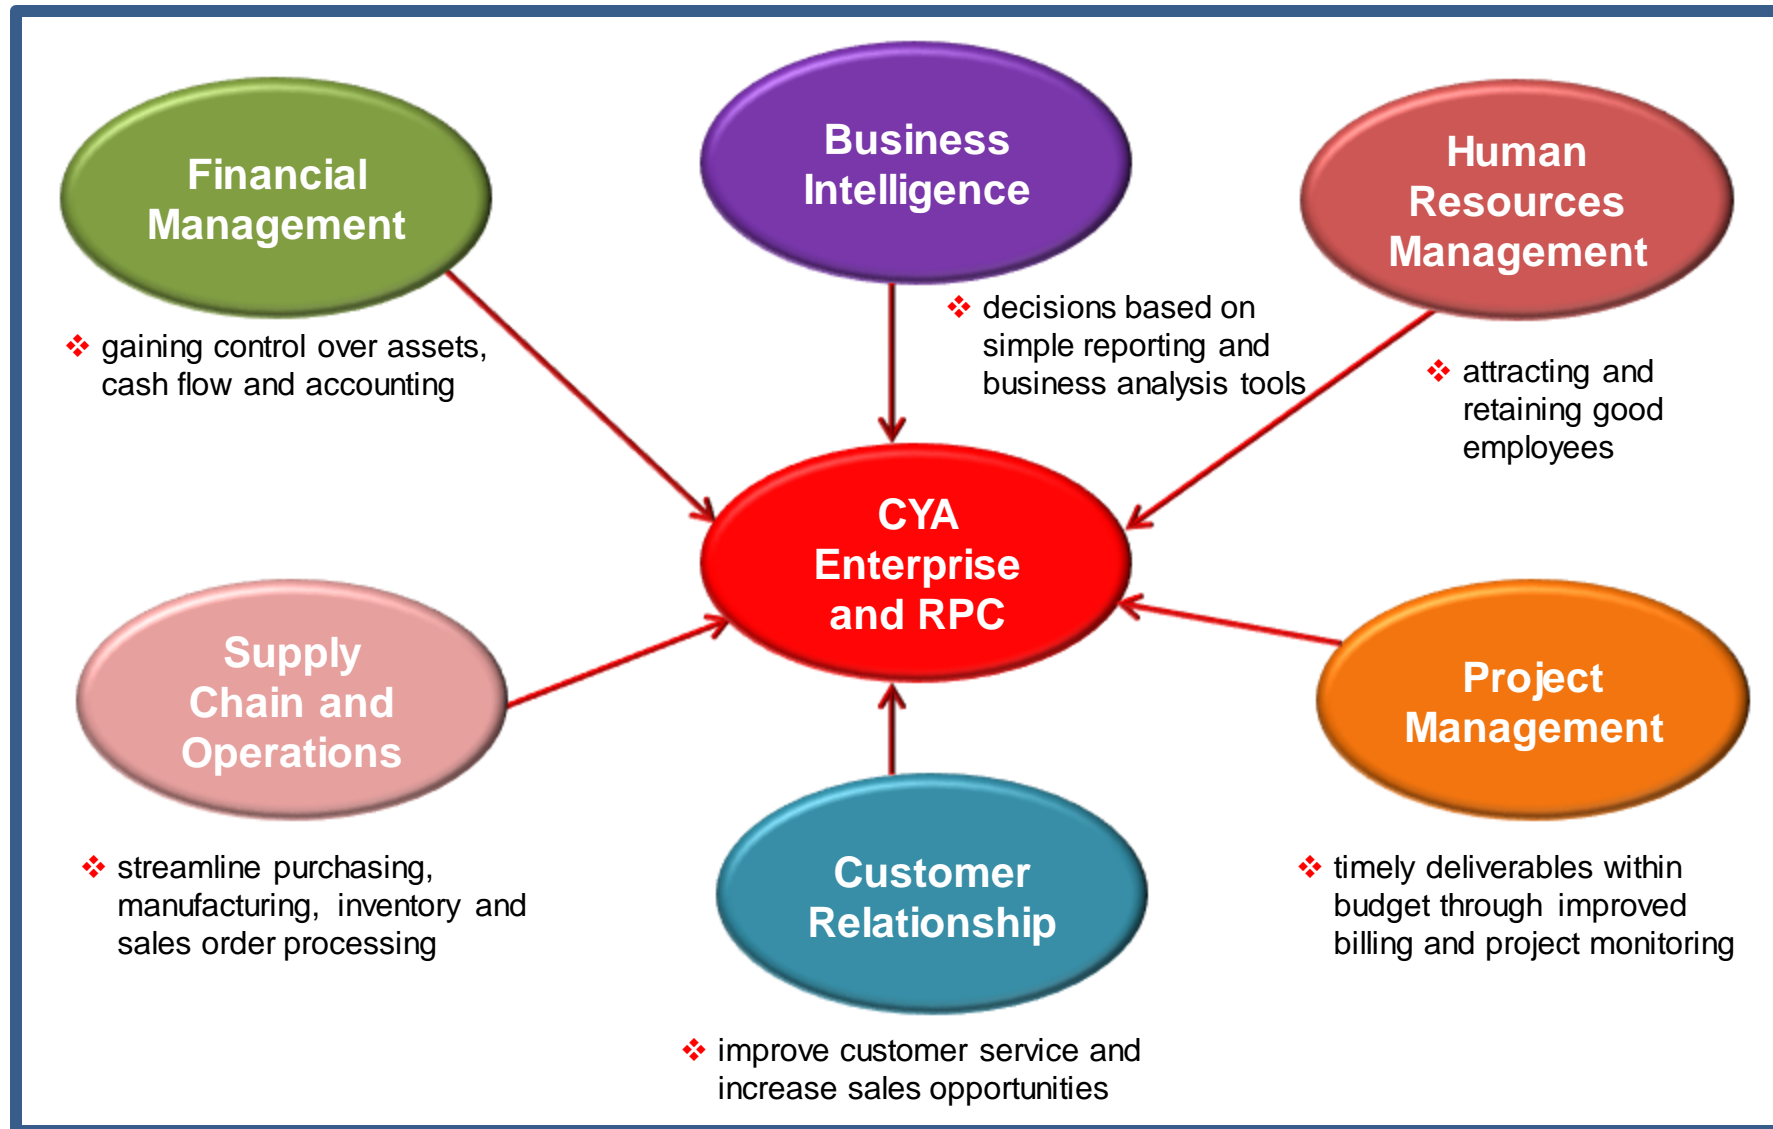 Financial
Management
Business
Intelligence
Human
Resources
Management
❖ gaining control over assets,
cash flow and accounting
❖ decisions based on
simple reporting and
business analysis tools
❖ attracting and
retaining good
employees
CYA
Enterprise
and RPC
Supply
Chain and
Operations
Project
Management
Customer
Relationship
❖ streamline purchasing,
manufacturing, inventory and
sales order processing
❖ timely deliverables within
budget through improved
billing and project monitoring
❖ improve customer service and
increase sales opportunities